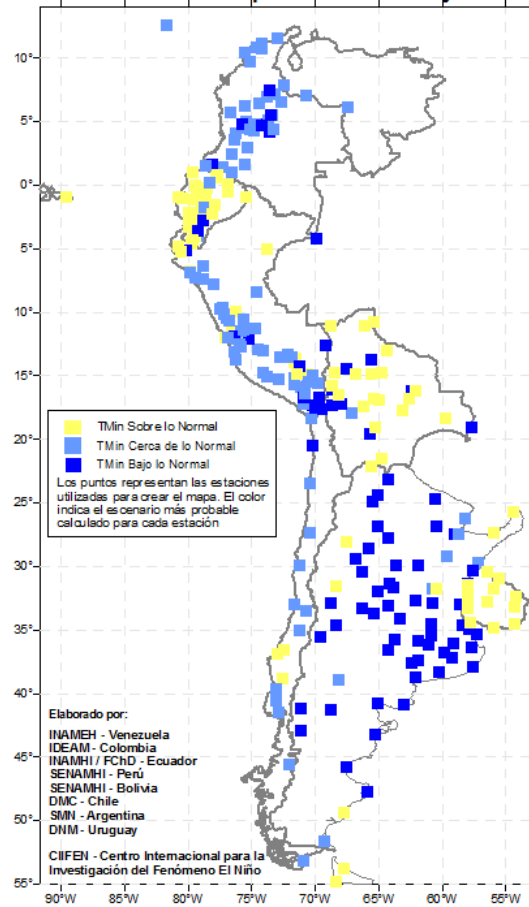 10°
5°
0°
5°
10°
15°
20°
25°
30°
35°
40°
45°
50°
55°
TMin Sobre lo Normal
TMin Cerca de lo Normal
TMin Bajo lo Normal
Los puntos representan las estaciones
utilizadas para crear el mapa. El color
indica el escenario más probable
calculado para cada estación
Elaborado por:
INAMEH - Venezuela
IDEAM - Colombia
INAMHI / FChD - Ecuador
SENAMHI - Perú
SENAMHI - Bolivia
DMC - Chile
SMN - Argentina
DNM - Uruguay
CIIFEN - Centro Internacional para la
Investigación del Fenómeno El Niño
90°W 85°W 80°W 75°W 70°W 65°W 60°W 55°W